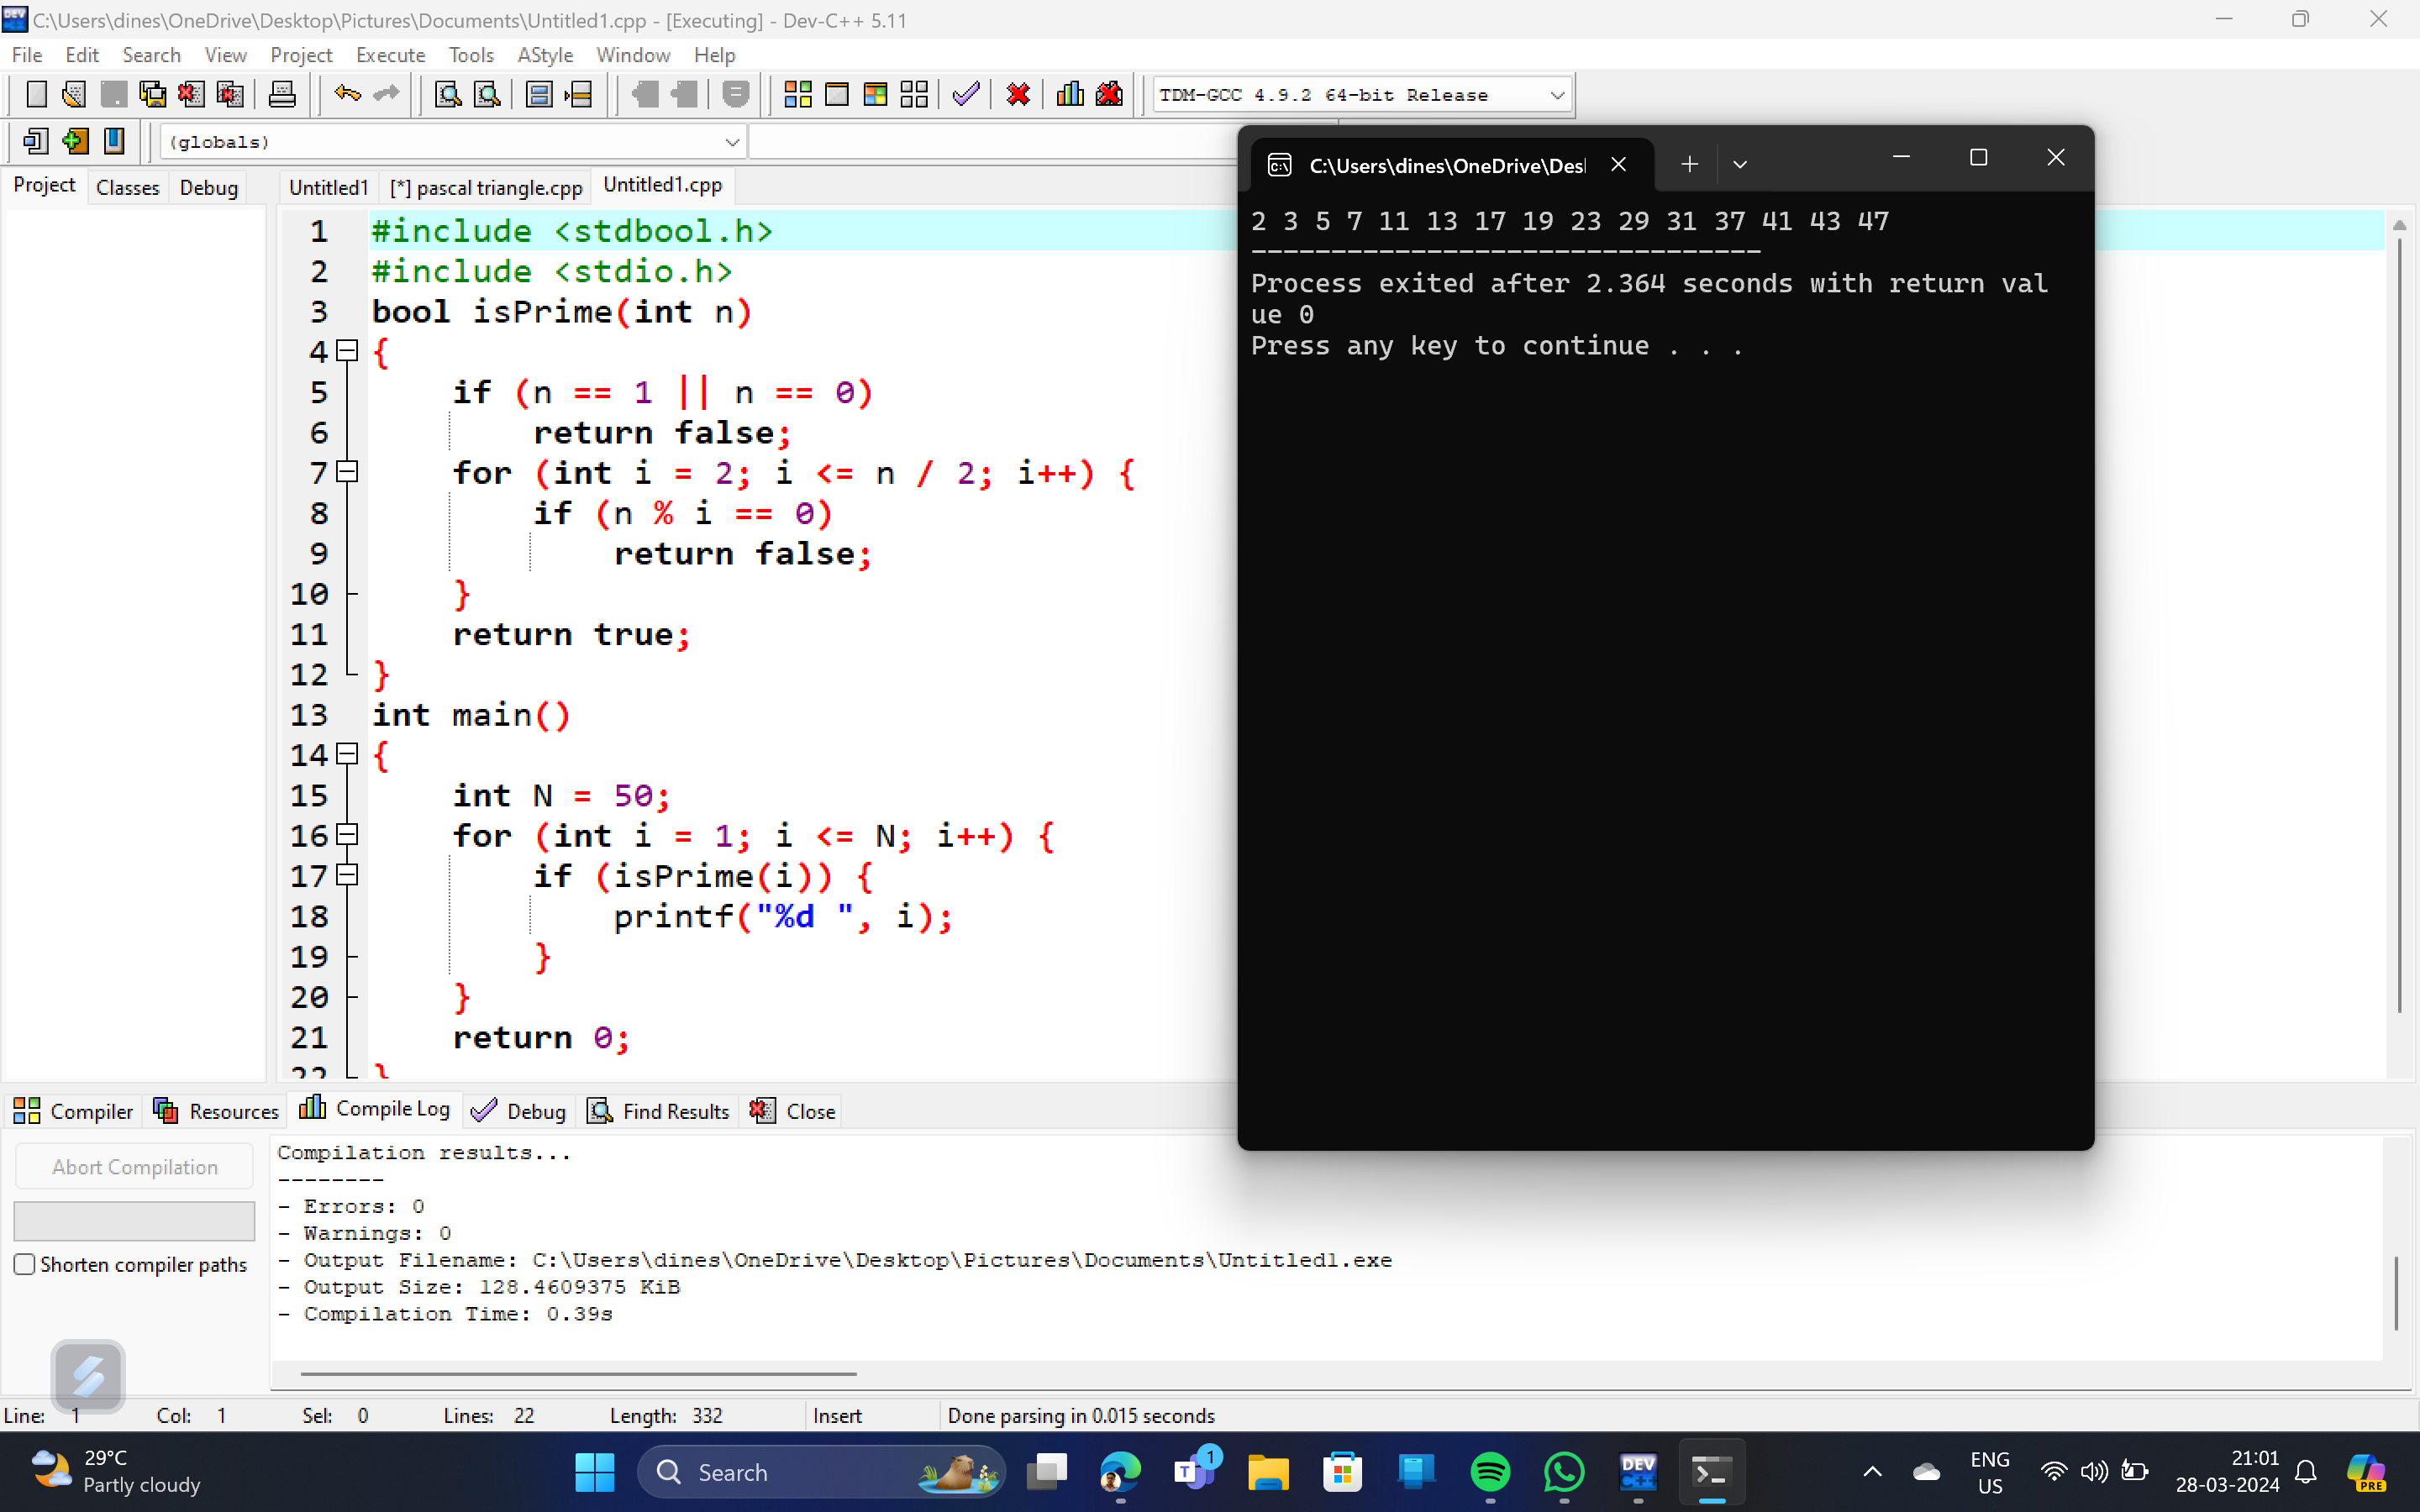 C:\Users\dines\OneDrive\Desktop\Pictures\Documents\Untitled1.cpp - [Executing] - Dev-C++ 5.11
File Edit Search View Project Execute Tools AStyle Window Help
TDM-GCC 4.9.2 64-bit Release
(globals)
Project Classes Debug
Untitled1 [*] pascal triangle.cpp Untitled1.cpp
1 #include <stdbool.h>
2 #include <stdio.h>
3 bool isPrime(int n)
4 {
5     if (n == 1 || n == 0)
6         return false;
7     for (int i = 2; i <= n / 2; i++) {
8         if (n % i == 0)
9             return false;
10     }
11     return true;
12 }
13 int main()
14 {
15     int N = 50;
16     for (int i = 1; i <= N; i++) {
17         if (isPrime(i)) {
18             printf("%d ", i);
19         }
20     }
21     return 0;
22 }
C:\Users\dines\OneDrive\Des
2 3 5 7 11 13 17 19 23 29 31 37 41 43 47
--------------------------------
Process exited after 2.364 seconds with return val
ue 0
Press any key to continue . . .
Compiler Resources Compile Log Debug Find Results Close
Abort Compilation
Shorten compiler paths
Compilation results...
--------
- Errors: 0
- Warnings: 0
- Output Filename: C:\Users\dines\OneDrive\Desktop\Pictures\Documents\Untitled1.exe
- Output Size: 128.4609375 KiB
- Compilation Time: 0.39s
Line: 1 Col: 1 Sel: 0 Lines: 22 Length: 332 Insert Done parsing in 0.015 seconds
29°C
Partly cloudy
Search
T
1
DEV
C++
ENG
US
21:01
28-03-2024
PRE